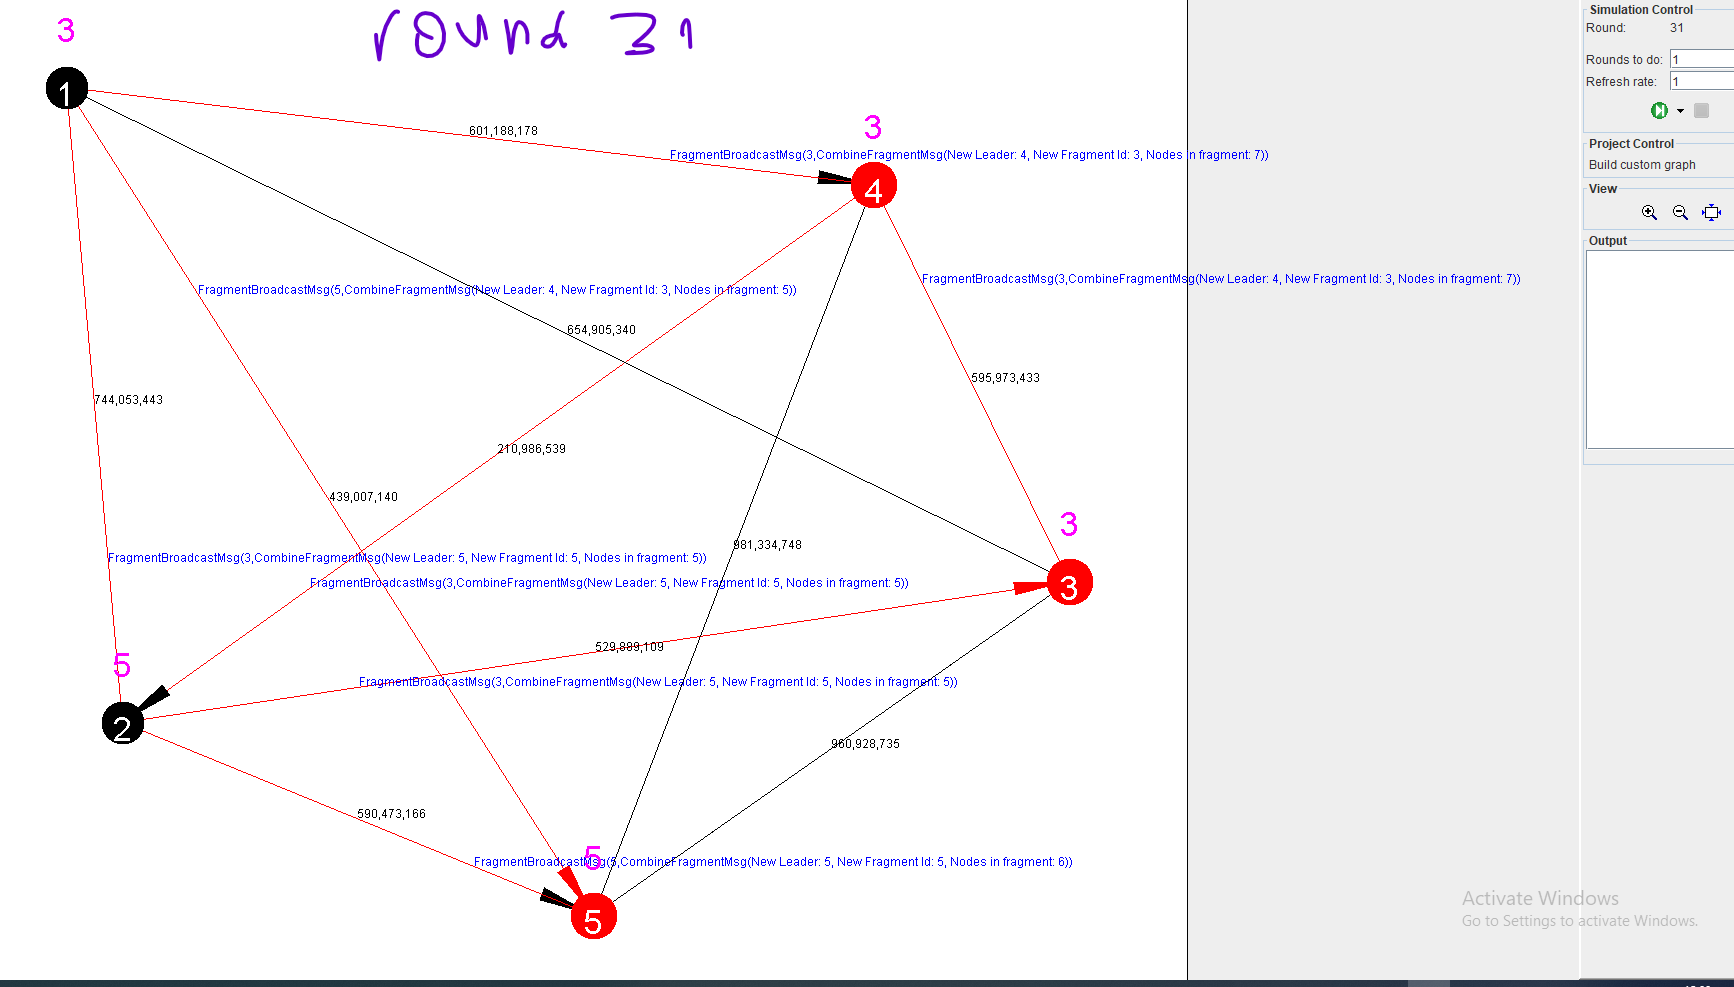 round 31
3
1
601,188,178
3
FragmentBroadcastMsg(3,CombineFragmentMsg(New Leader: 4, New Fragment Id: 3, Nodes in fragment: 7))
4
FragmentBroadcastMsg(3,CombineFragmentMsg(New Leader: 4, New Fragment Id: 3, Nodes in fragment: 7))
FragmentBroadcastMsg(5,CombineFragmentMsg(New Leader: 4, New Fragment Id: 3, Nodes in fragment: 5))
654,905,340
595,973,433
744,053,443
210,986,539
439,007,140
3
981,334,748
FragmentBroadcastMsg(3,CombineFragmentMsg(New Leader: 5, New Fragment Id: 5, Nodes in fragment: 5))
FragmentBroadcastMsg(3,CombineFragmentMsg(New Leader: 5, New Fragment Id: 5, Nodes in fragment: 5))
3
529,889,109
5
FragmentBroadcastMsg(3,CombineFragmentMsg(New Leader: 5, New Fragment Id: 5, Nodes in fragment: 5))
2
960,928,735
590,473,166
5
FragmentBroadcastMsg(5,CombineFragmentMsg(New Leader: 5, New Fragment Id: 5, Nodes in fragment: 6))
5
Simulation Control
Round: 31
Rounds to do: 1
Refresh rate: 1
Project Control
Build custom graph
View
Output
Activate Windows
Go to Settings to activate Windows.